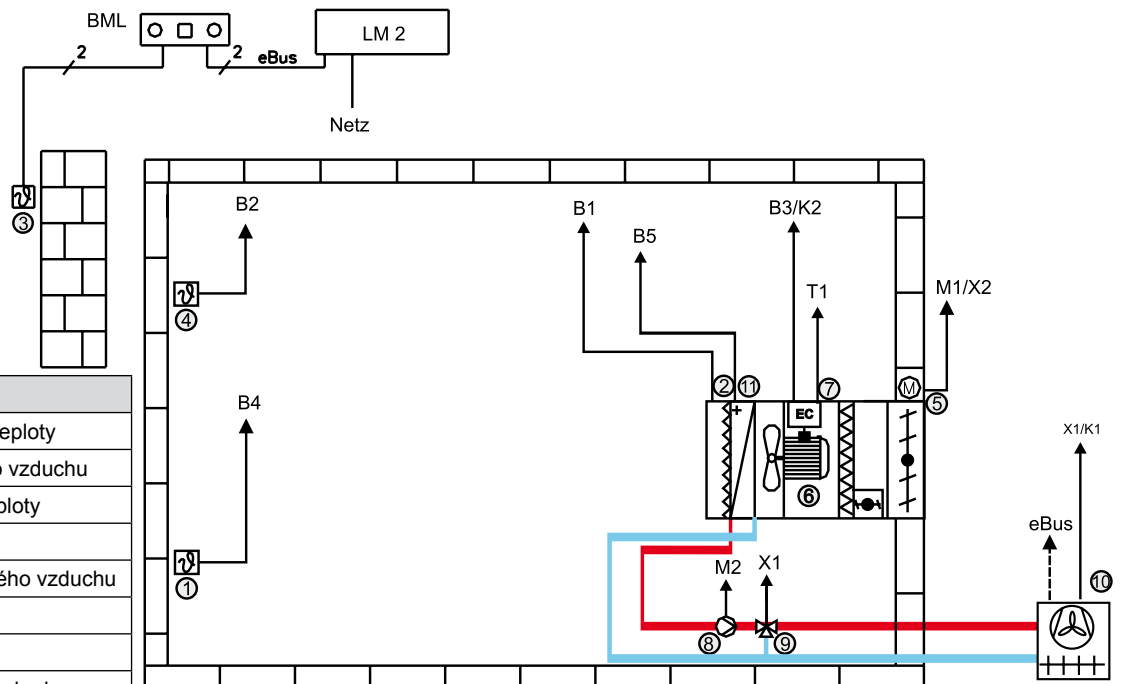 BML
LM 2
2
2
eBus
Netz
3
B2
B1
B3/K2
B5
T1
M1/X2
4
M
2
11
7
5
B4
+
EC
eploty
o vzduchu
ploty
ého vzduchu
6
X1/K1
eBus
1
M2
X1
10
8
9